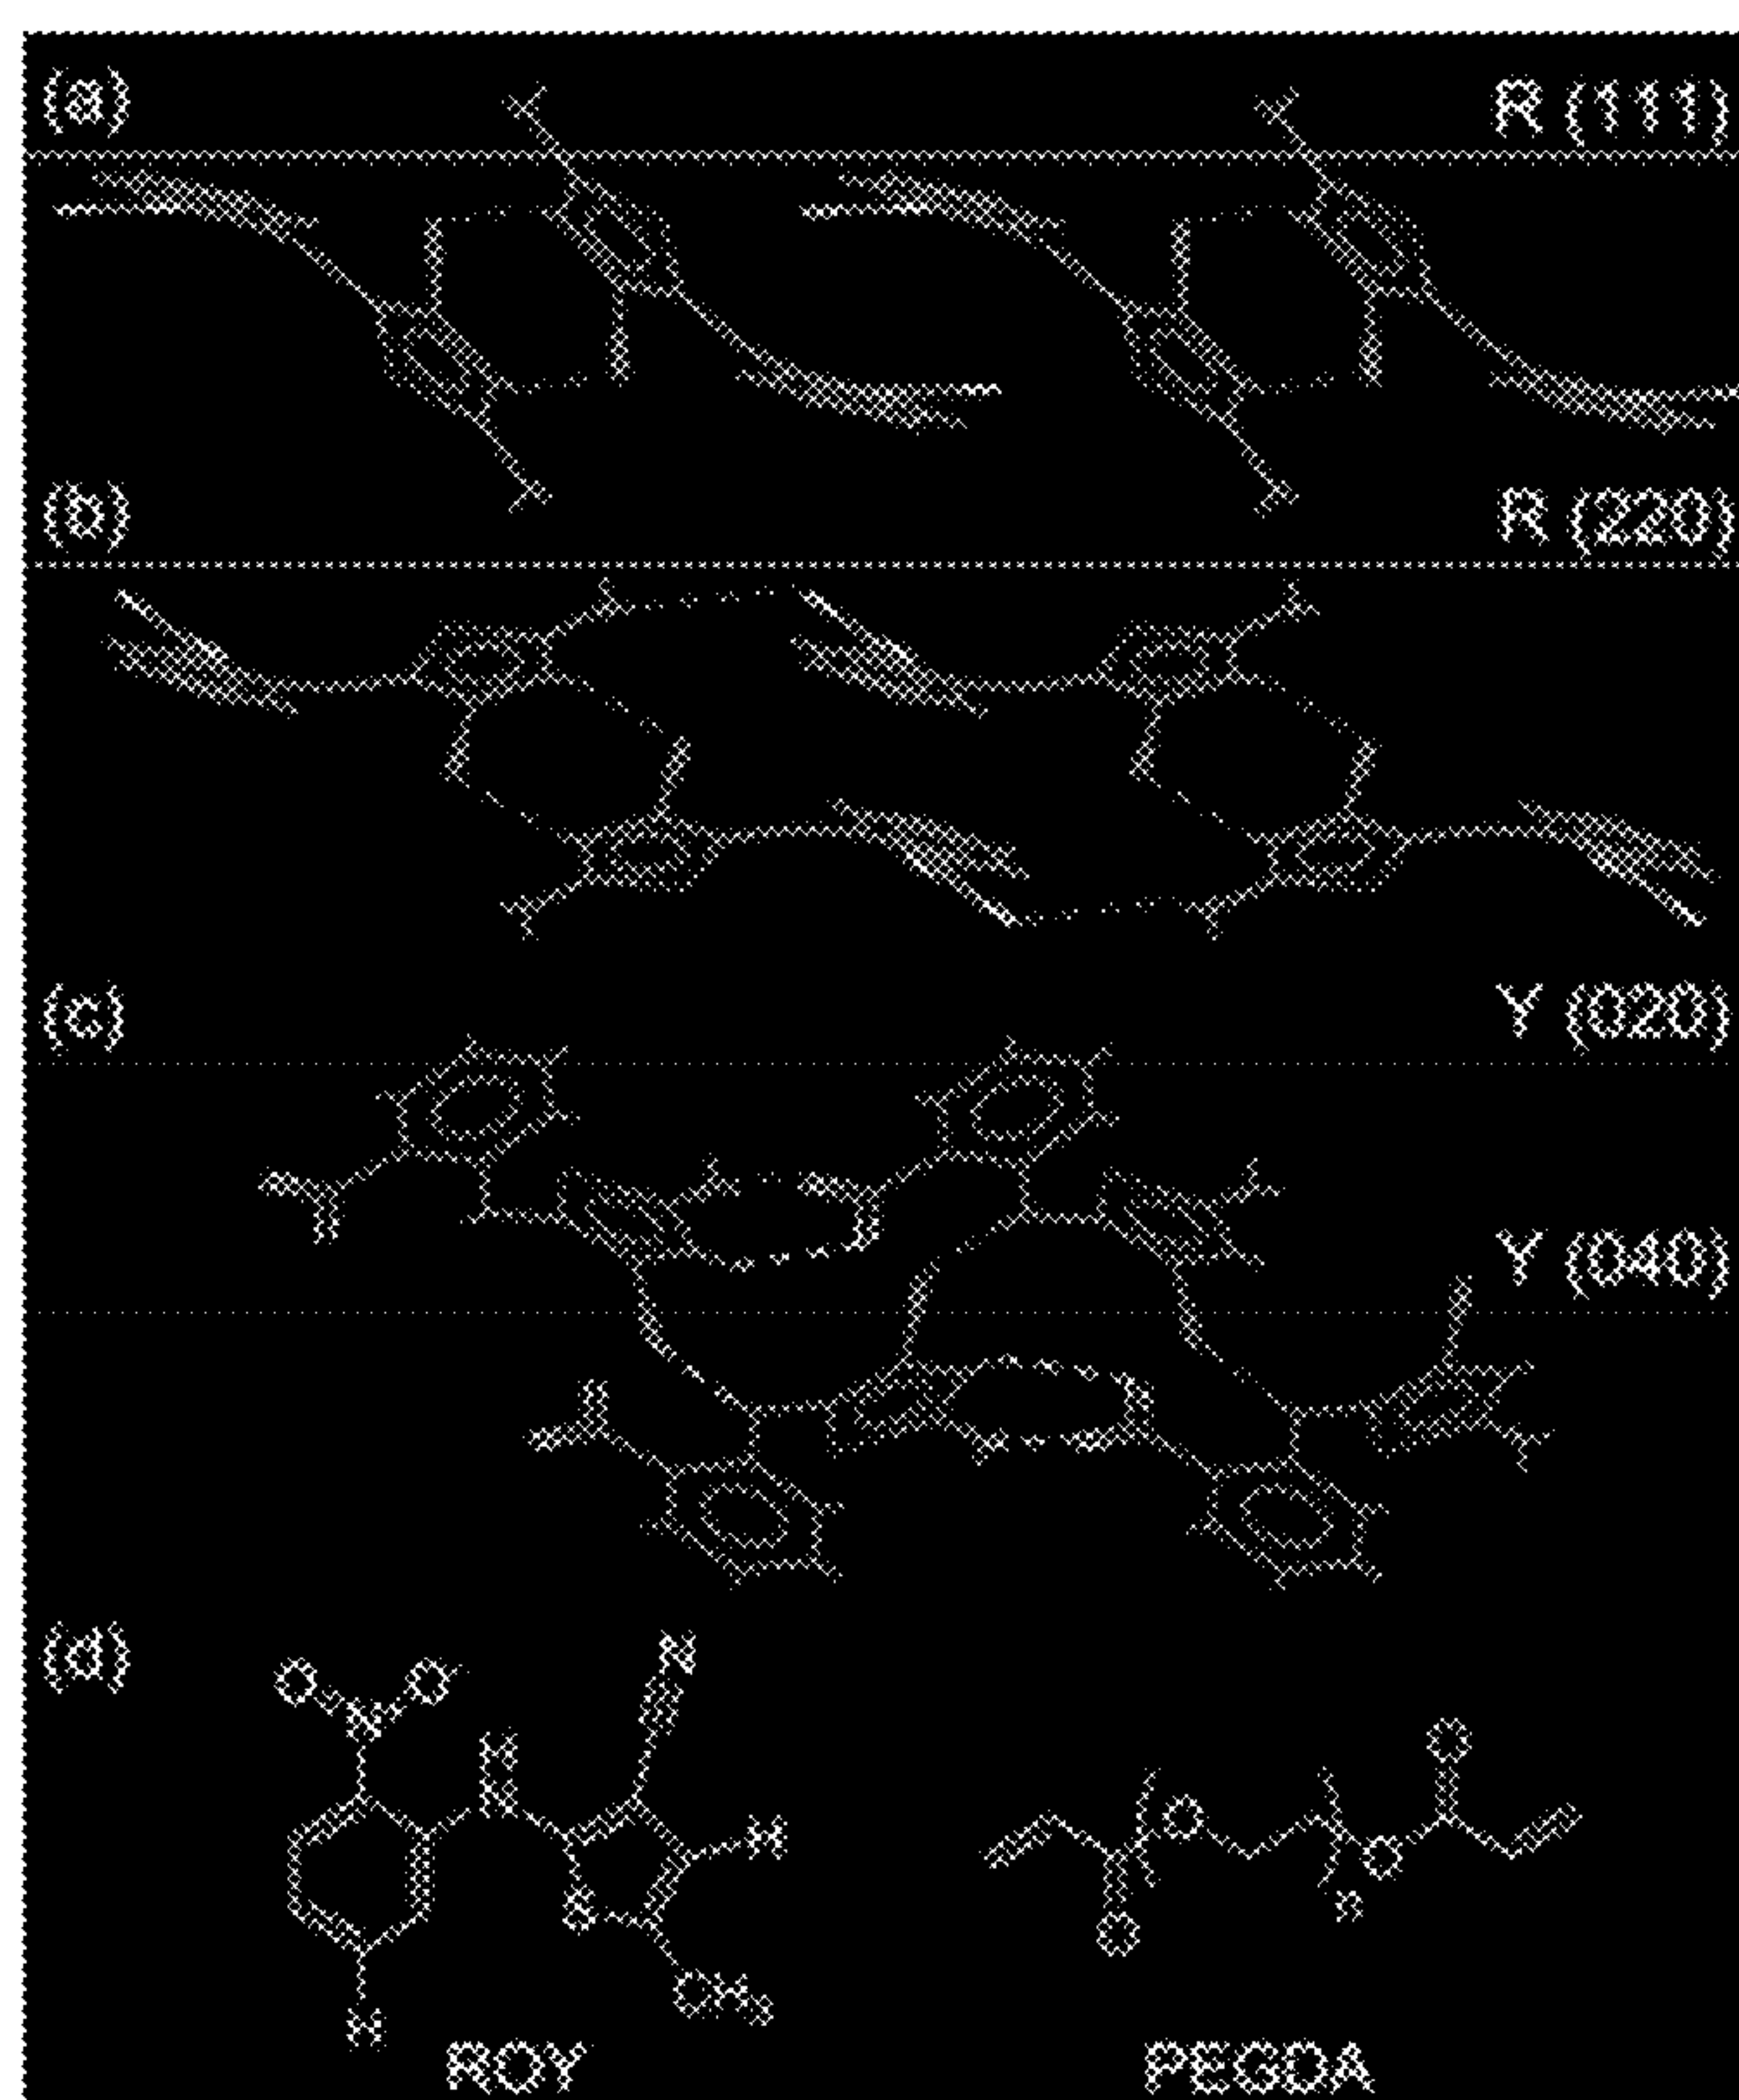 (a) R (111)
(b) R (220)
(c) Y (020)
Y (040)
(d)
N
O O
N
H
N
O
H
S
O
O
n
O
CH3
H
ROY PEGDA